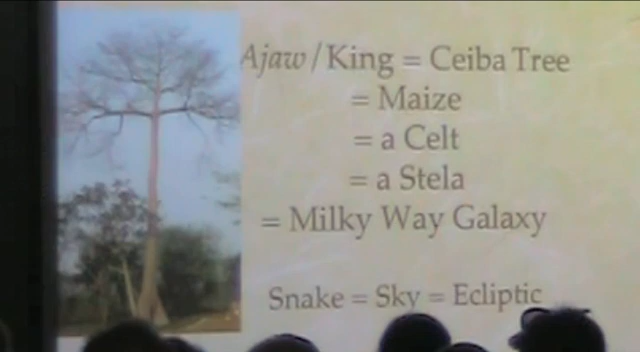 Ajaw/King = Ceiba Tree
= Maize
= a Celt
= a Stela
= Milky Way Galaxy
Snake = Sky = Ecliptic